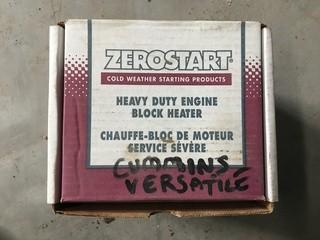 ZEROSTART®
COLD WEATHER STARTING PRODUCTS
HEAVY DUTY ENGINE
BLOCK HEATER
CHAUFFE-BLOC DE MOTEUR
SERVICE SÉVÈRE
CUMMINS
VERSATILE